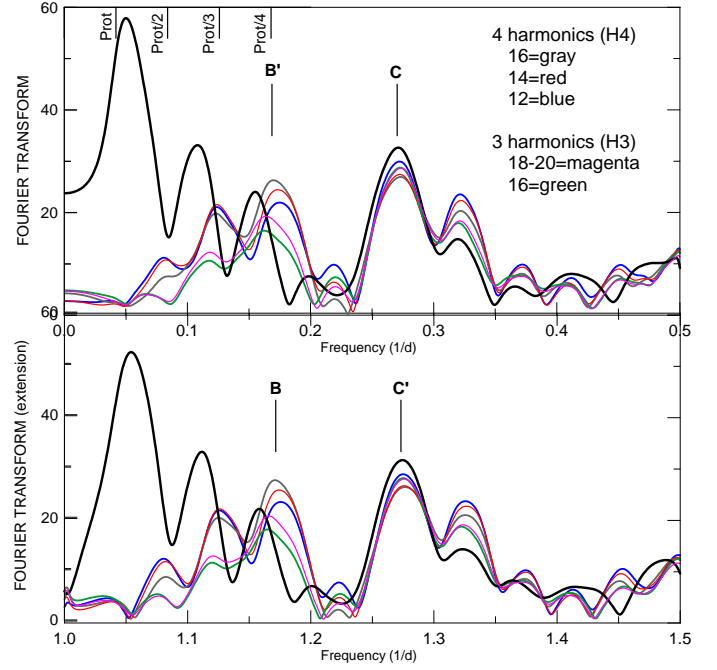 60
40
20
60
FOURIER TRANSFORM
Prot
Prot/2
Prot/3
Prot/4
B'
C
4 harmonics (H4)
16=gray
14=red
12=blue
3 harmonics (H3)
18-20=magenta
16=green
0.0 0.1 0.2 0.3 0.4 0.5
Frequency (1/d)
40
20
0
FOURIER TRANSFORM (extension)
B
C'
1.0 1.1 1.2 1.3 1.4 1.5
Frequency (1/d)